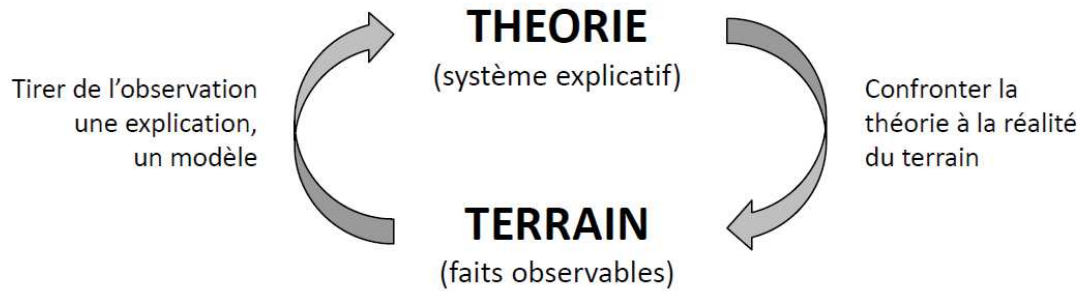 THEORIE
(système explicatif)
Tirer de l’observation
une explication,
un modèle
Confronter la
théorie à la réalité
du terrain
TERRAIN
(faits observables)